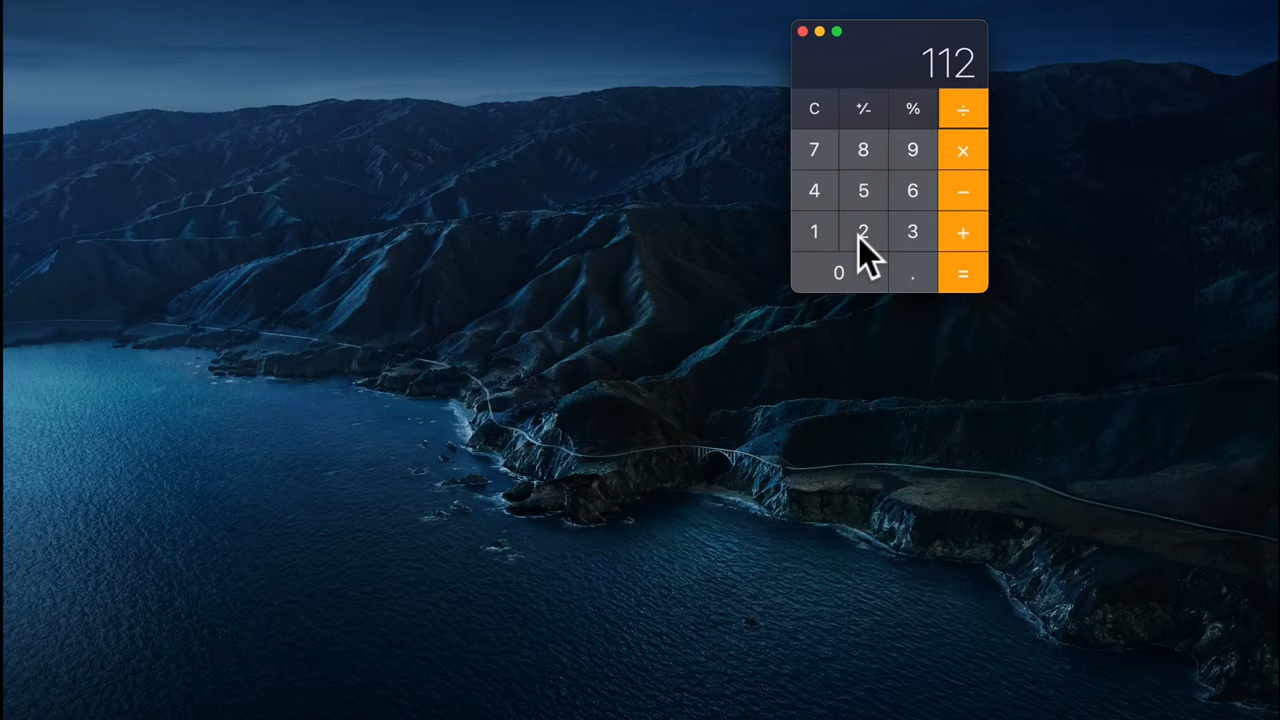 112
C ⁺∕₋ % ÷
7 8 9 ×
4 5 6 −
1 2 3 +
0 . =